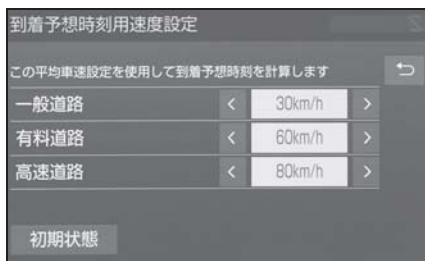 到着予想時刻用速度設定
この平均車速設定を使用して到着予想時刻を計算します
一般道路 < 30km/h >
有料道路 < 60km/h >
高速道路 < 80km/h >
初期状態